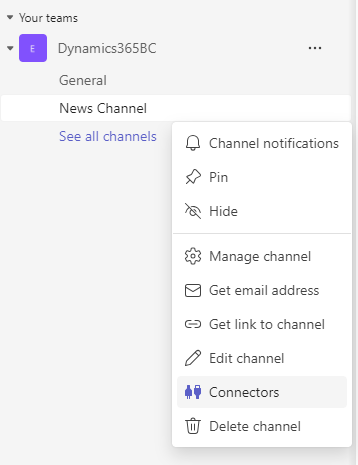 Your teams
E
Dynamics365BC
General
News Channel
See all channels
Channel notifications
Pin
Hide
Manage channel
Get email address
Get link to channel
Edit channel
Connectors
Delete channel